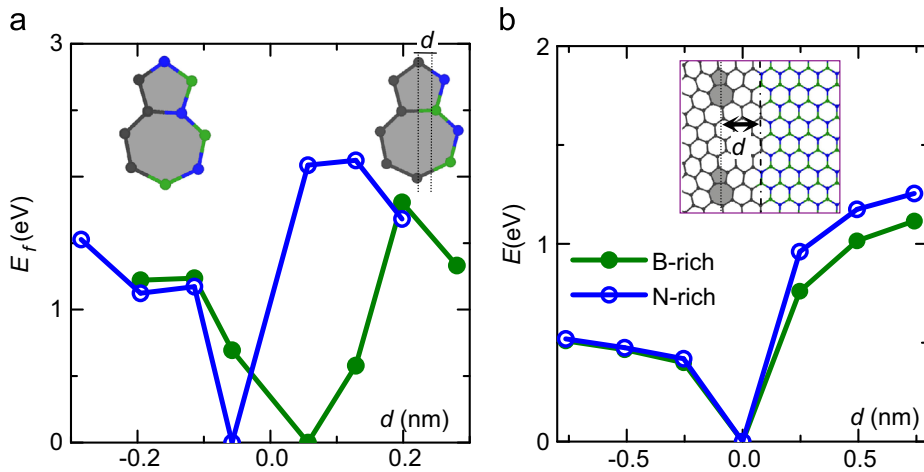 a
b
3
1
0
E_f (eV)
d
-0.2
0.0
0.2
d (nm)
2
1
0
E(eV)
d
B-rich
N-rich
-0.5
0.0
0.5
d (nm)